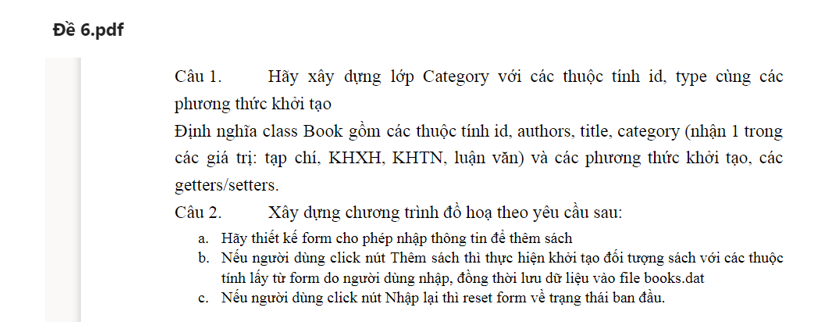 Đề 6.pdf
Câu 1. Hãy xây dựng lớp Category với các thuộc tính id, type cùng các
phương thức khởi tạo
Định nghĩa class Book gồm các thuộc tính id, authors, title, category (nhận 1 trong
các giá trị: tạp chí, KHXH, KHTN, luận văn) và các phương thức khởi tạo, các
getters/setters.
Câu 2. Xây dựng chương trình đồ hoạ theo yêu cầu sau:
a. Hãy thiết kế form cho phép nhập thông tin để thêm sách
b. Nếu người dùng click nút Thêm sách thì thực hiện khởi tạo đối tượng sách với các thuộc
tính lấy từ form do người dùng nhập, đồng thời lưu dữ liệu vào file books.dat
c. Nếu người dùng click nút Nhập lại thì reset form về trạng thái ban đầu.